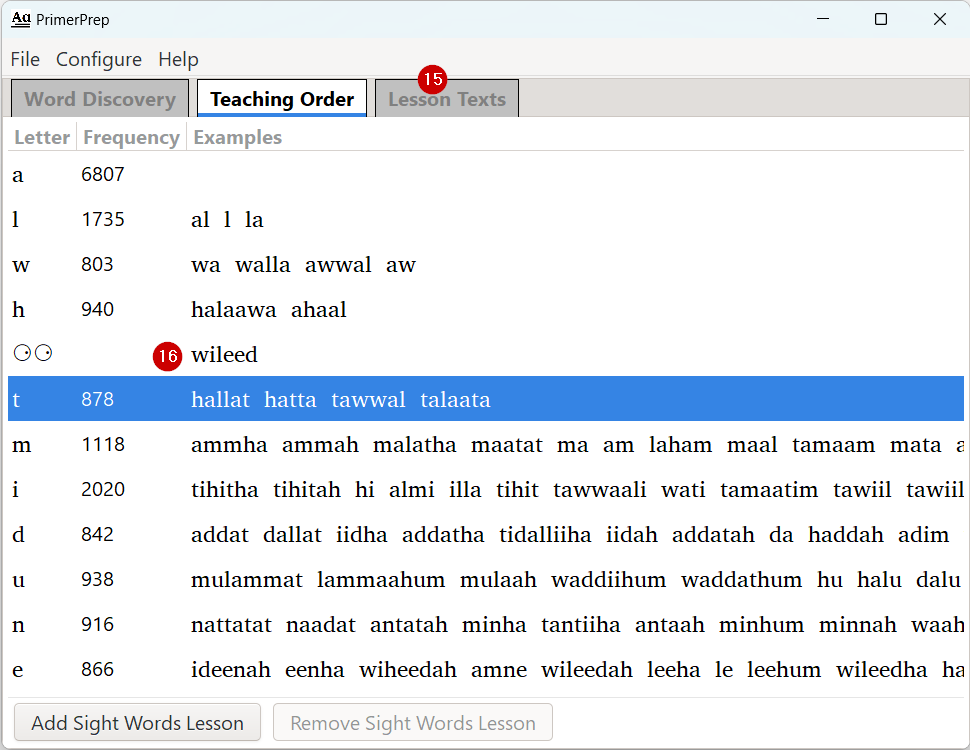 Aa PrimerPrep
File Configure Help
15
Word Discovery Teaching Order Lesson Texts
Letter Frequency Examples
a 6807
l 1735 al l la
w 803 wa walla awwal aw
h 940 halaawa ahaal
⚆⚆ 16 wileed
t 878 hallat hatta tawwal talaata
m 1118 ammha ammah malatha maatat ma am laham maal tamaam mata a
i 2020 tihitha tihitah hi almi illa tihit tawwaali wati tamaatim tawiil tawiil
d 842 addat dallat iidha addatha tidalliiha iidah addatah da haddah adim
u 938 mulammat lammaahum mulaah waddiihum waddathum hu halu dalu
n 916 nattatat naadat antatah minha tantiiha antaah minhum minnah waah
e 866 ideenah eenha wiheedah amne wileedah leeha le leehum wileedha ha
Add Sight Words Lesson Remove Sight Words Lesson